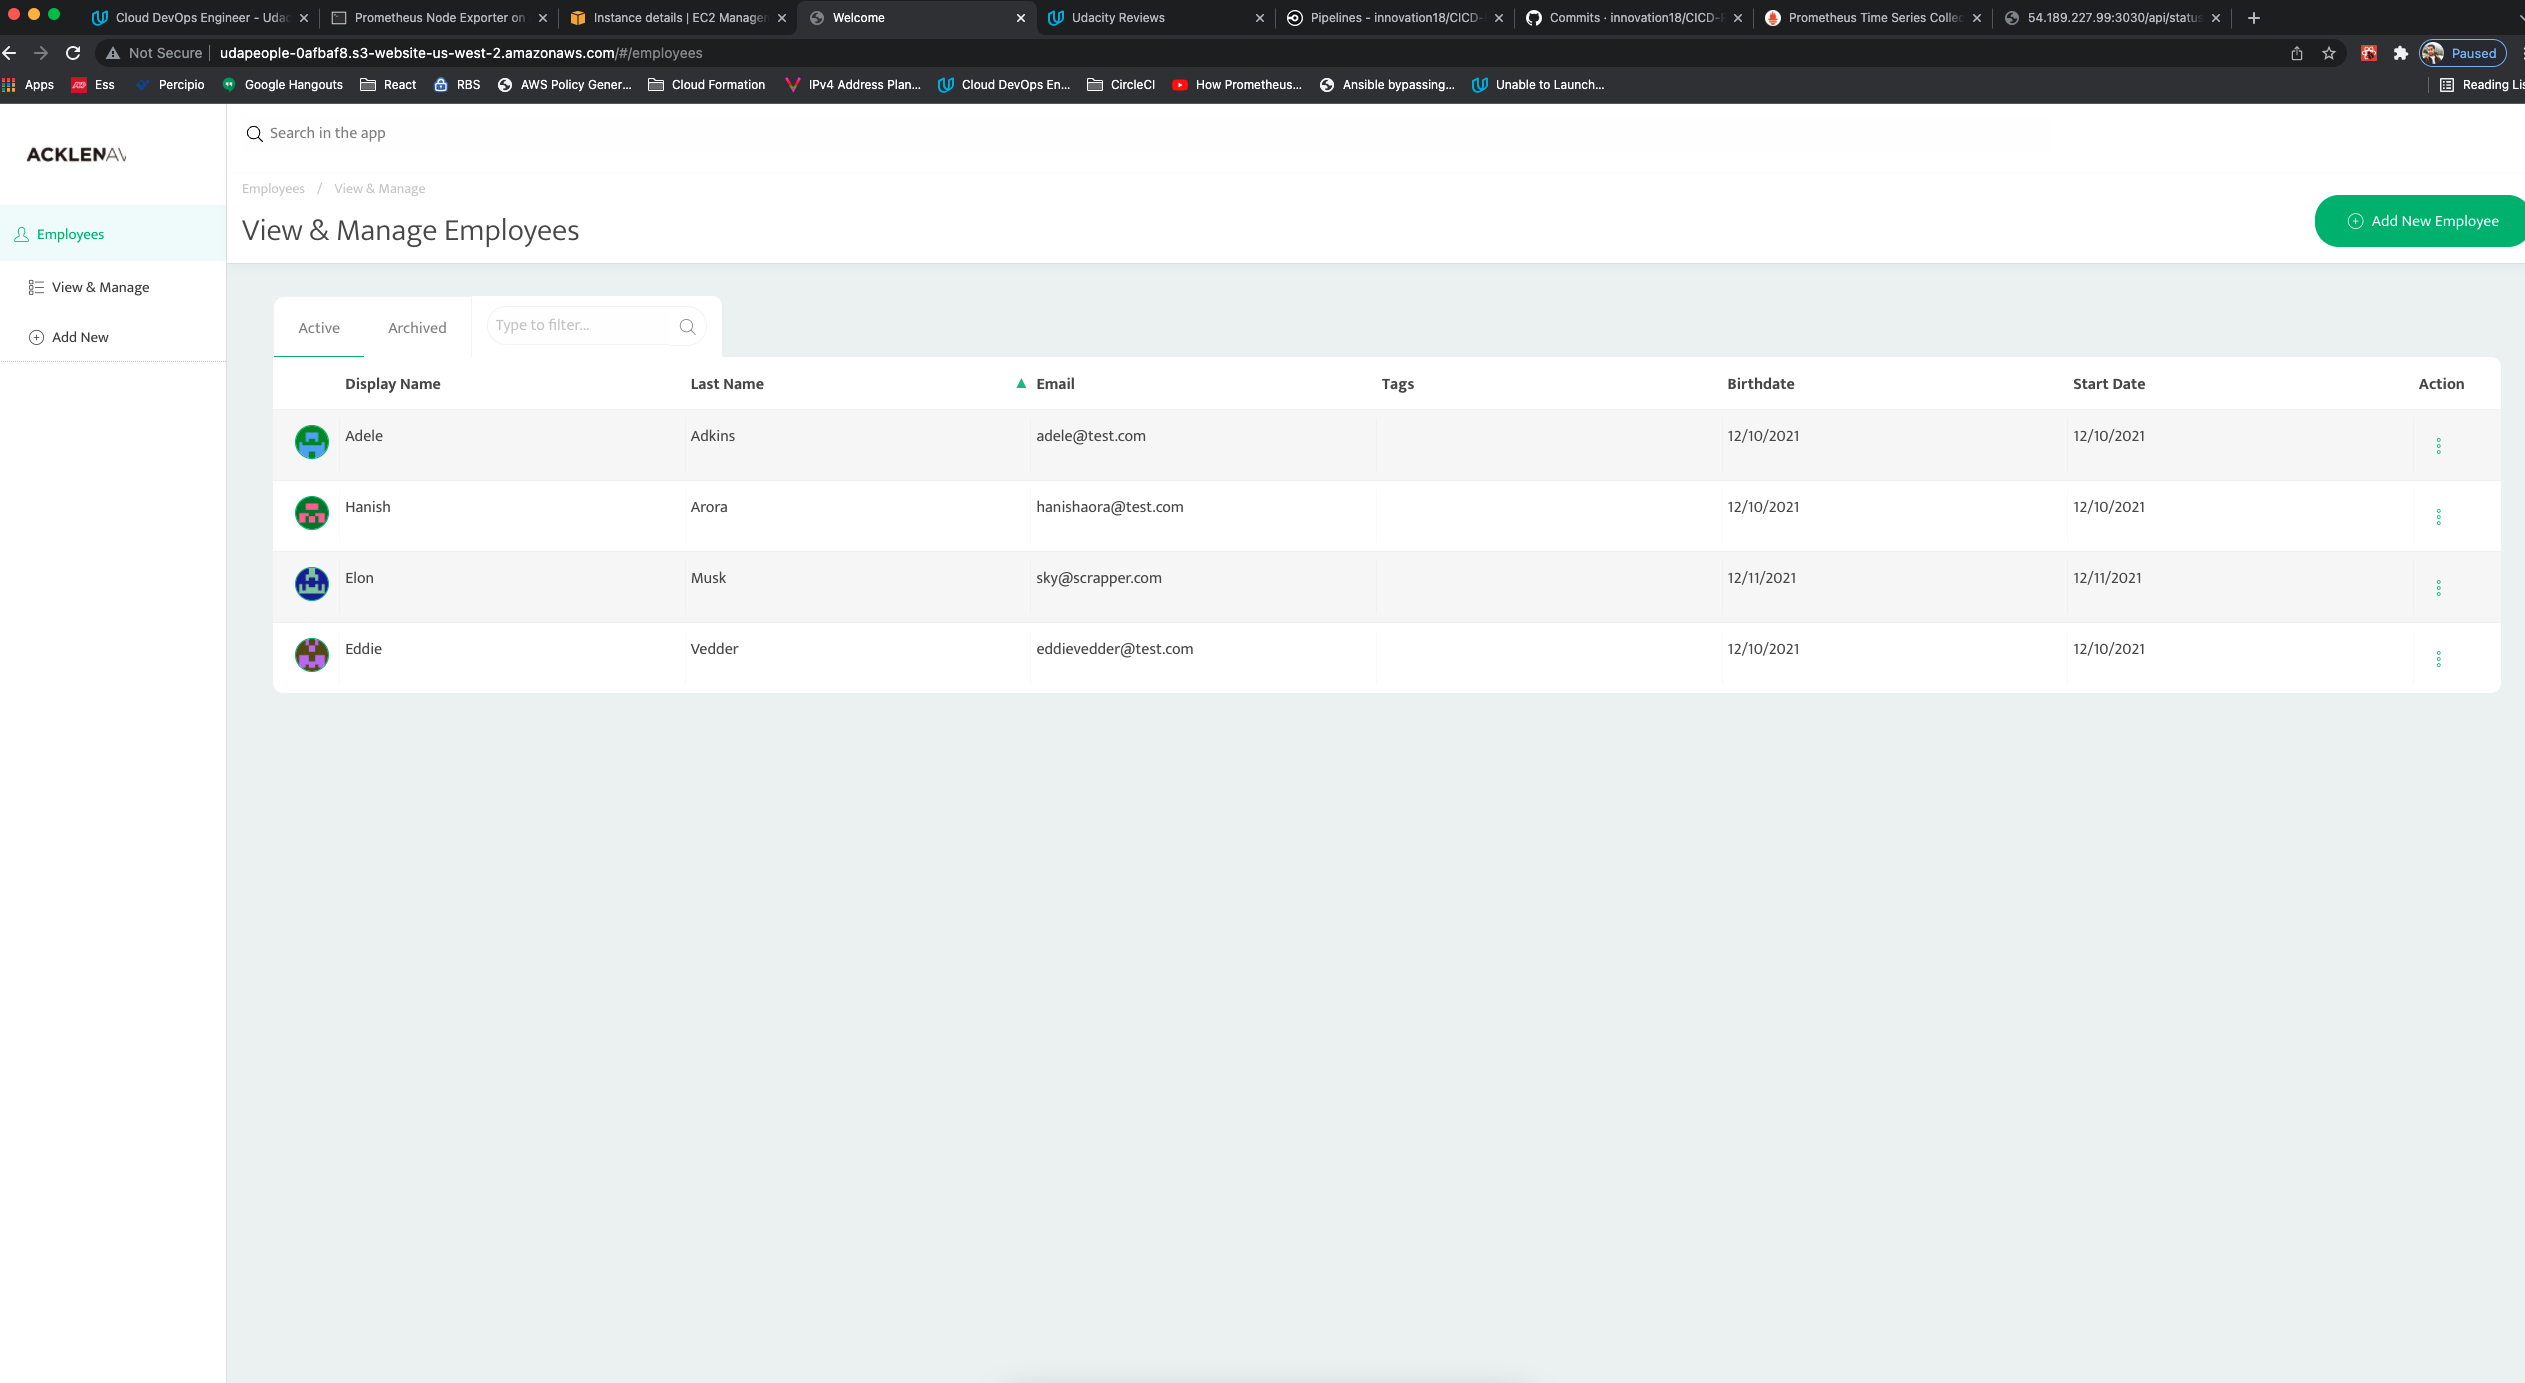 Cloud DevOps Engineer - Udac
Prometheus Node Exporter on
Instance details | EC2 Manager
Welcome
Udacity Reviews
Pipelines - innovation18/CICD-
Commits · innovation18/CICD-P
Prometheus Time Series Collec
54.189.227.99:3030/api/status
Not Secure
udapeople-0afbaf8.s3-website-us-west-2.amazonaws.com/#/employees
Paused
Apps
Ess
Percipio
Google Hangouts
React
RBS
AWS Policy Gener...
Cloud Formation
IPv4 Address Plan...
Cloud DevOps En...
CircleCI
How Prometheus...
Ansible bypassing...
Unable to Launch...
Reading Lis
ACKLENAV
Search in the app
Employees / View & Manage
View & Manage Employees
Add New Employee
Employees
View & Manage
Add New
Active
Archived
Type to filter...
Display Name Last Name ▲ Email Tags Birthdate Start Date Action
Adele Adkins adele@test.com 12/10/2021 12/10/2021
Hanish Arora hanishaora@test.com 12/10/2021 12/10/2021
Elon Musk sky@scrapper.com 12/11/2021 12/11/2021
Eddie Vedder eddievedder@test.com 12/10/2021 12/10/2021